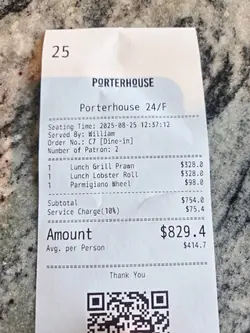 25
PORTERHOUSE
Porterhouse 24/F
Seating Time: 2025-08-25 12:37:12
Served By: William
Order No.: C7 [Dine-in]
Number of Patron: 2
1 Lunch Grill Prawn $328.0
1 Lunch Lobster Roll $328.0
1 Parmigiano Wheel $98.0
Subtotal $754.0
Service Charge(10%) $75.4
Amount $829.4
Avg. per Person $414.7
Thank You